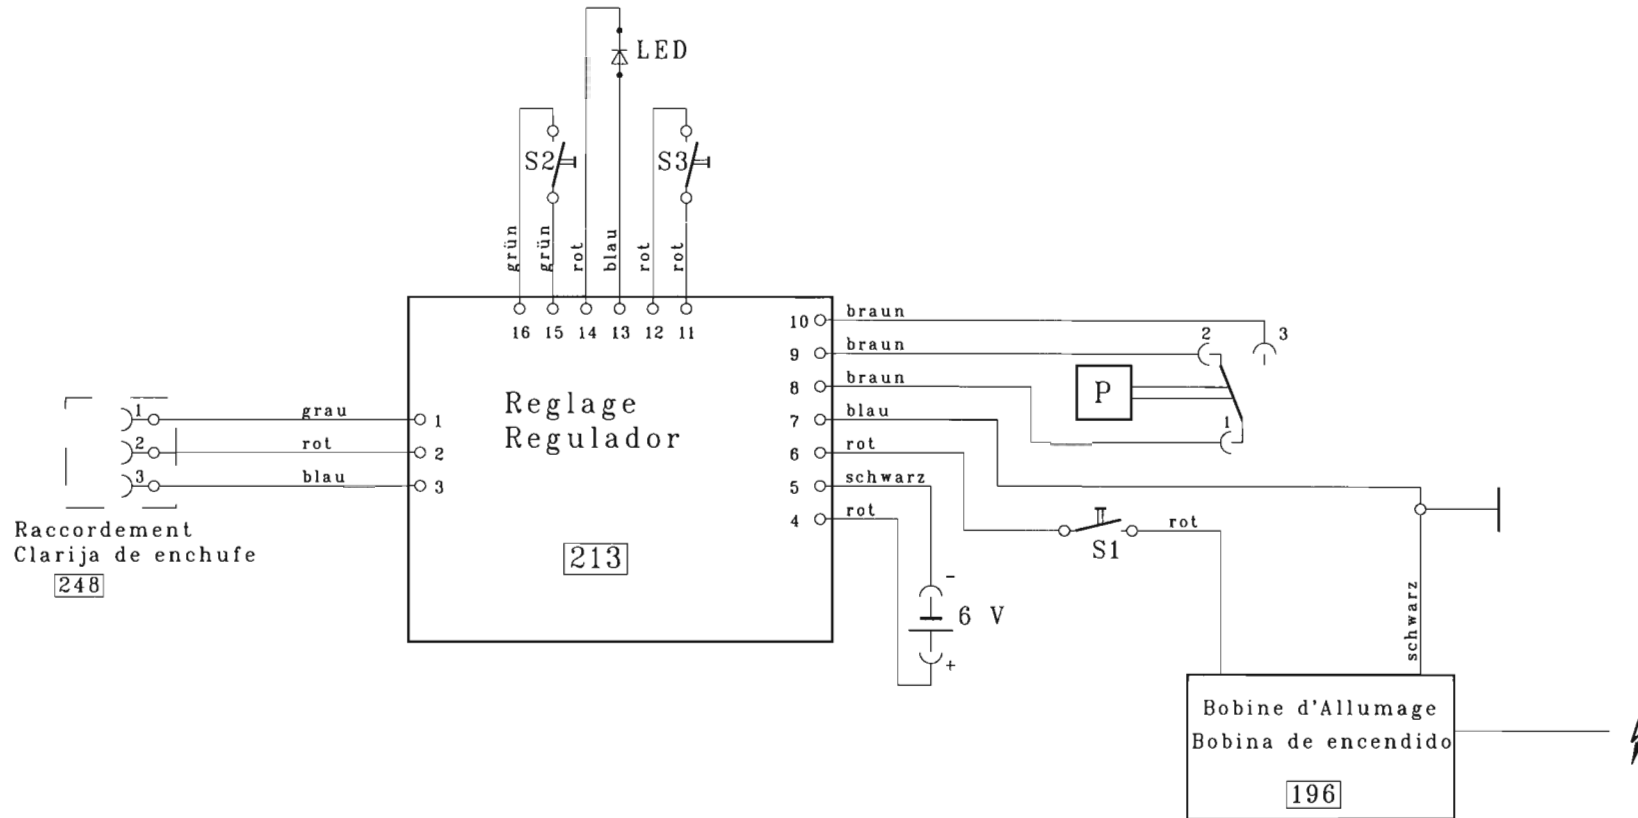 LED
S2
S3
grün
grün
rot
blau
rot
rot
16 15 14 13 12 11
10 braun
9 braun
8 braun
7 blau
6 rot
5 schwarz
4 rot
2
3
P
1
Reglage
Regulador
213
1 grau 1
2 rot 2
3 blau 3
Raccordement
Clarija de enchufe
248
S1
rot
-
6 V
+
schwarz
Bobine d'Allumage
Bobina de encendido
196